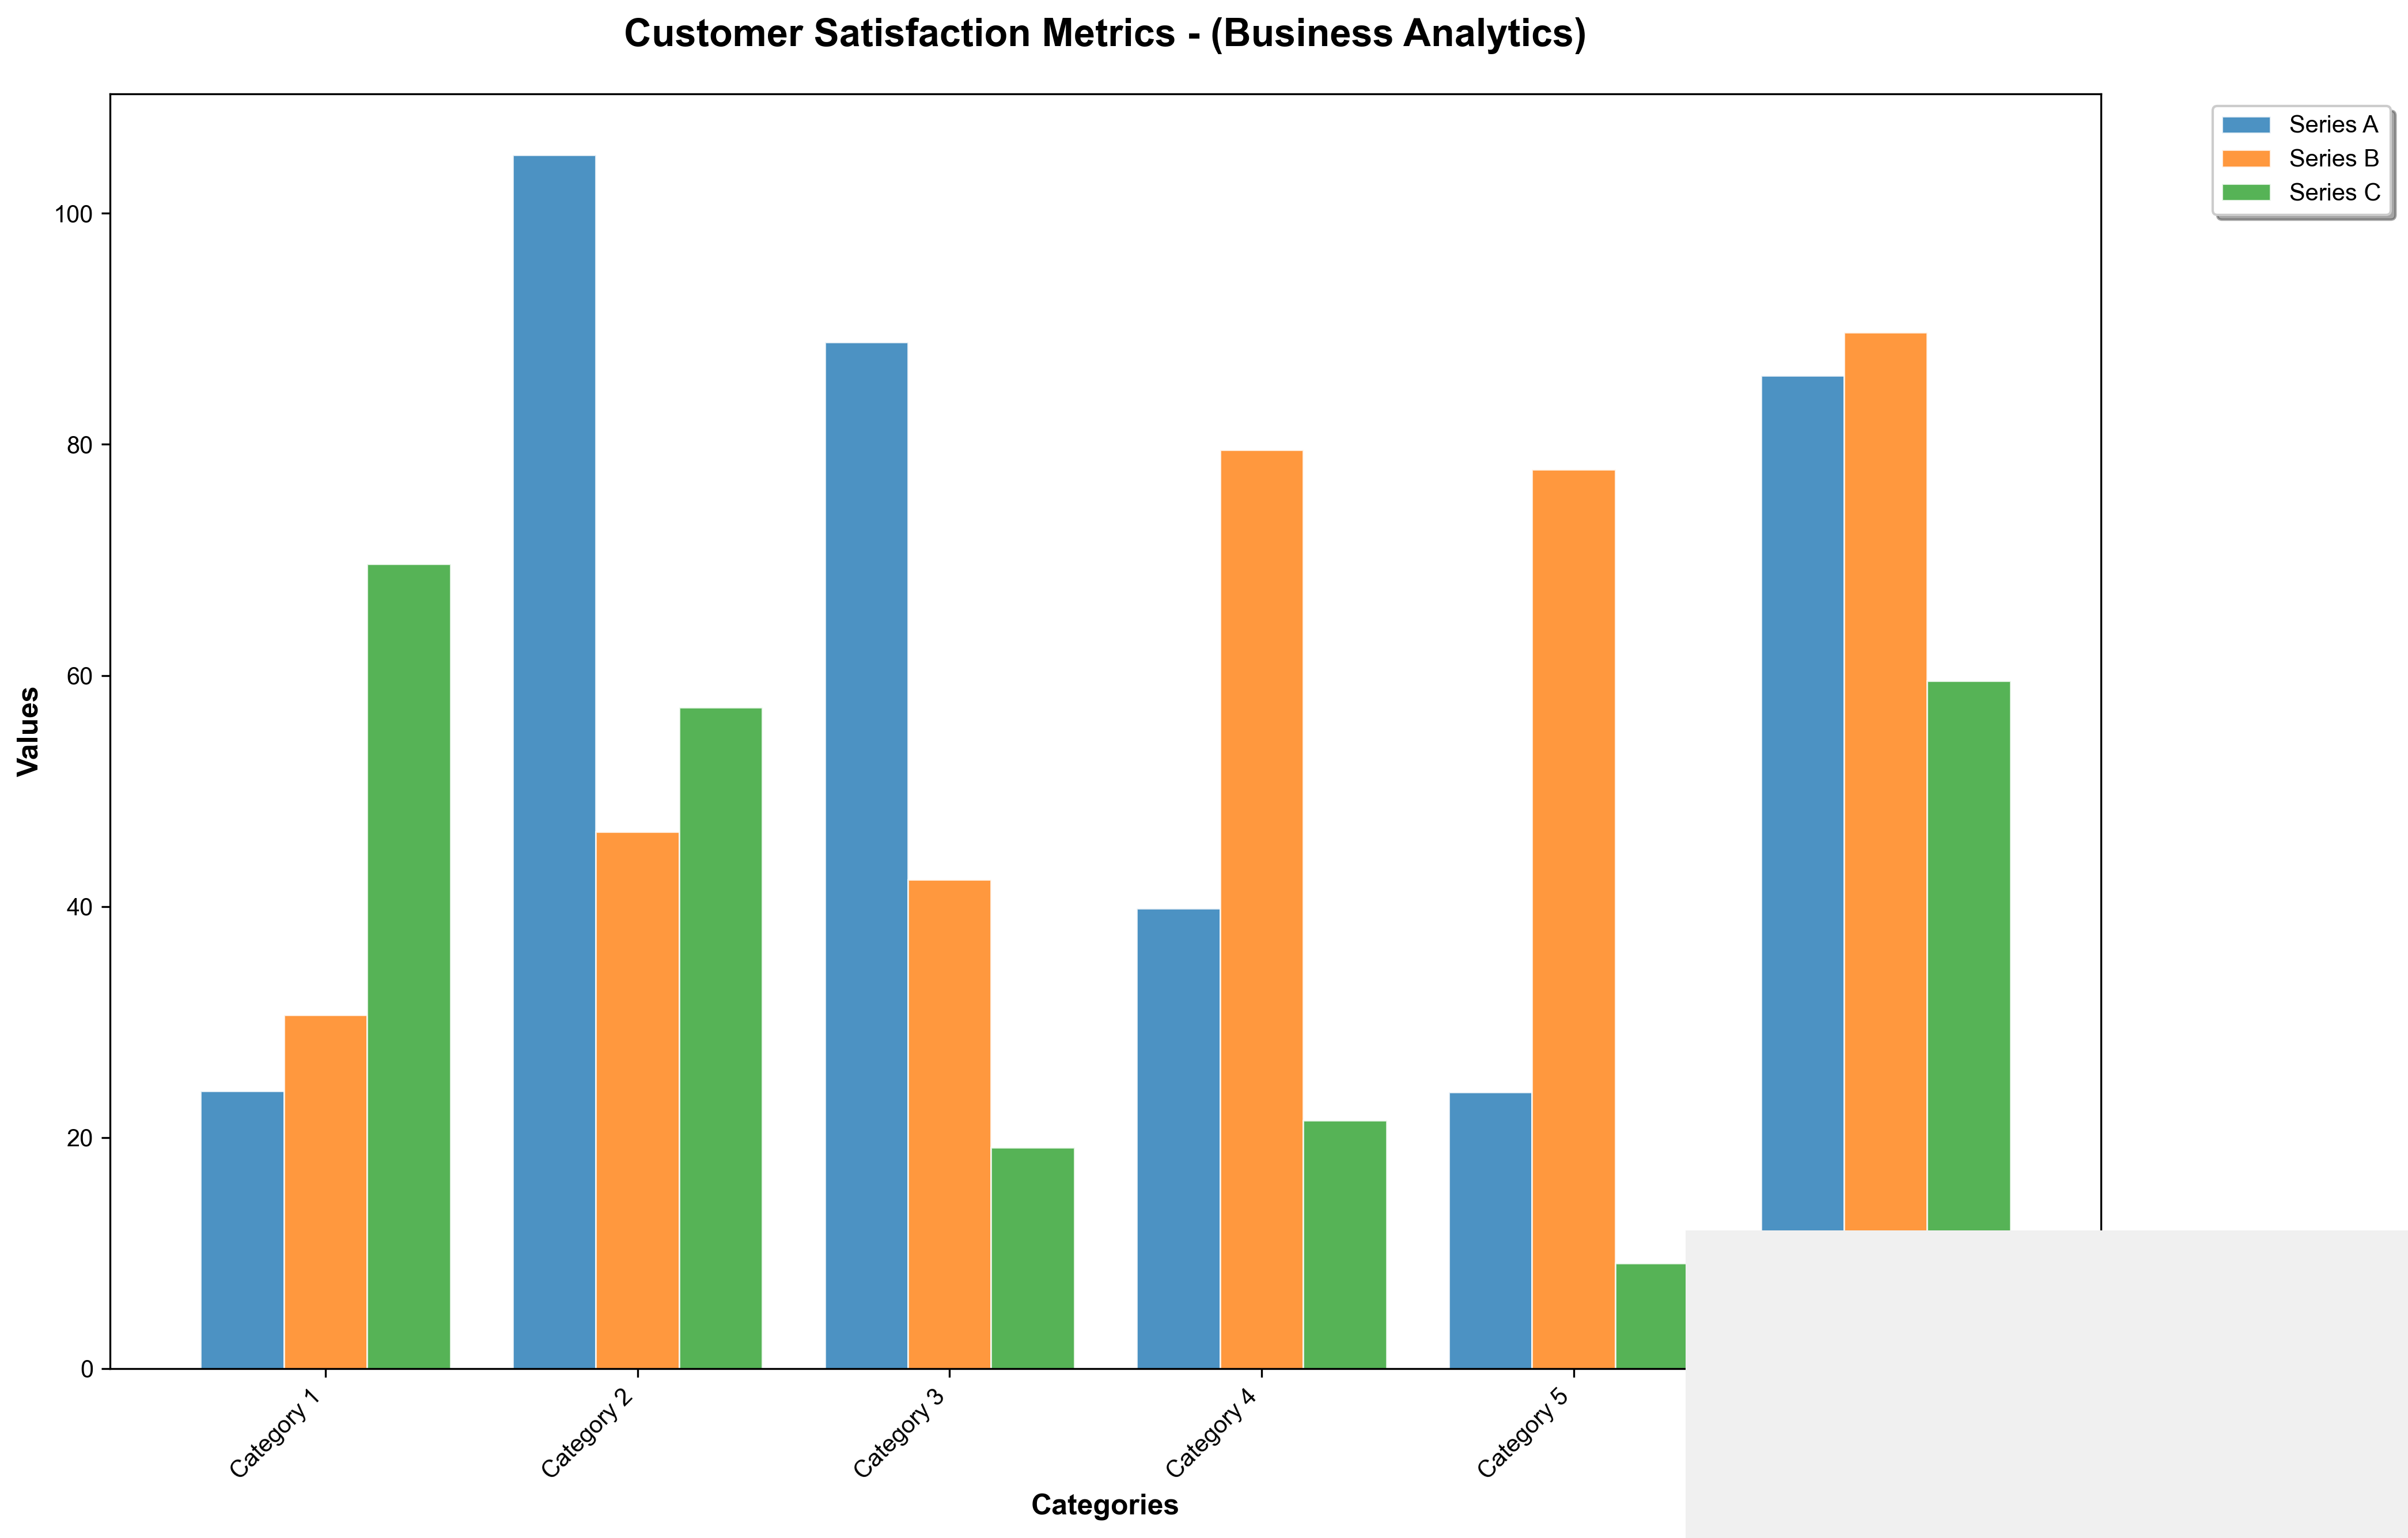 Customer Satisfaction Metrics - (Business Analytics)
Series A
Series B
Series C
Values
100
80
60
40
20
0
Category 1
Category 2
Category 3
Category 4
Category 5
Categories